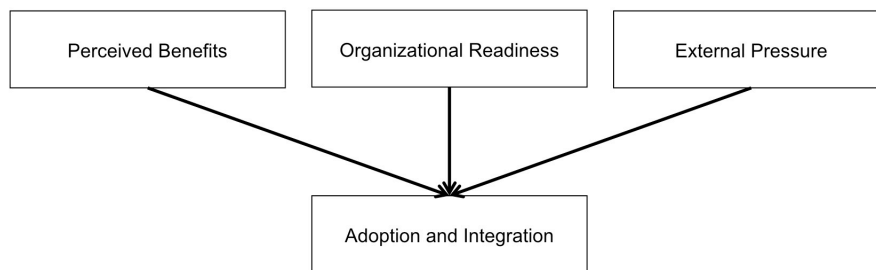 Perceived Benefits
Organizational Readiness
External Pressure
Adoption and Integration